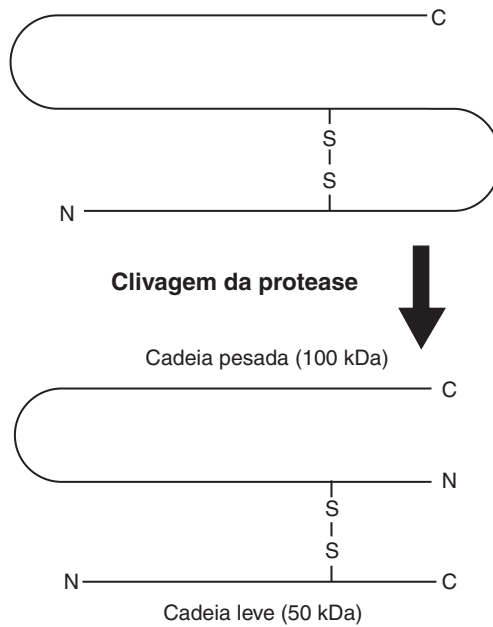 C
S
S
N
Clivagem da protease
Cadeia pesada (100 kDa)
C
N
S
S
N
C
Cadeia leve (50 kDa)